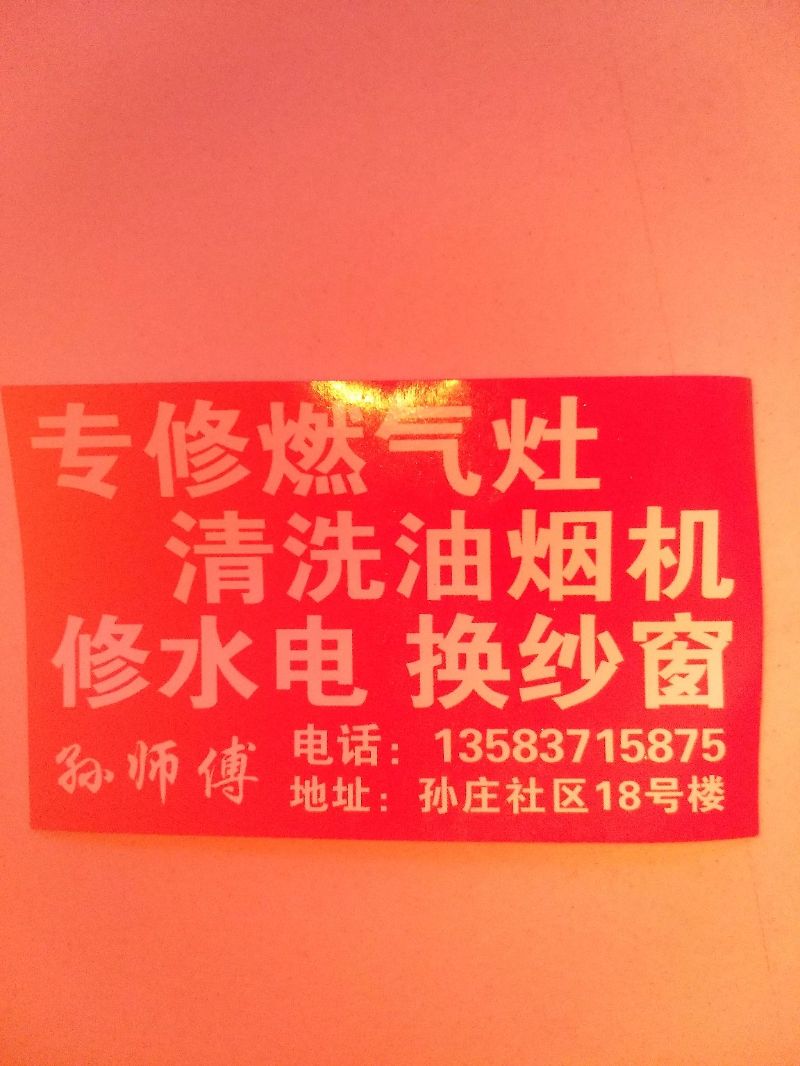 专修燃气灶
清洗油烟机
修水电 换纱窗
孙师傅
电话：13583715875
地址：孙庄社区18号楼